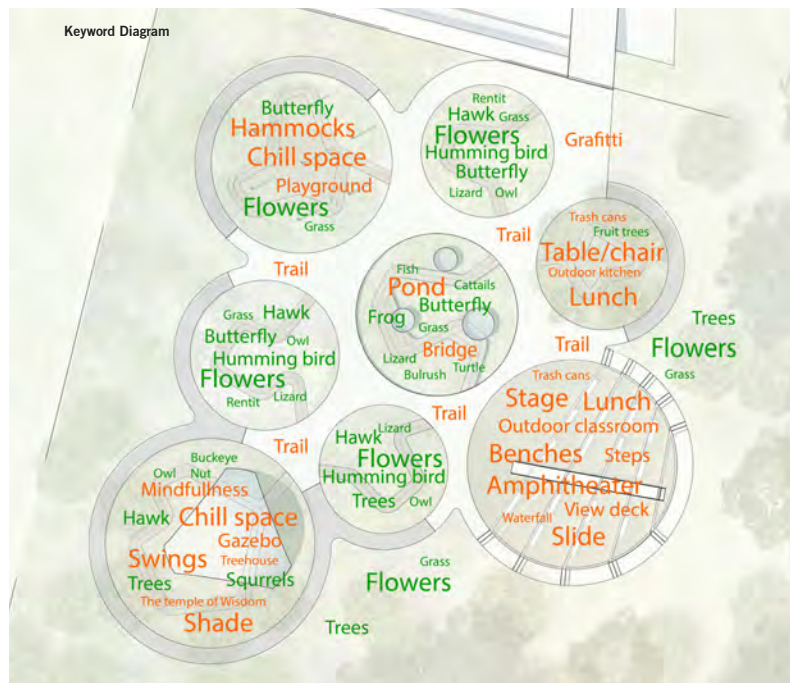 Keyword Diagram
Butterfly
Hammocks
Chill space
Playground
Flowers
Grass
Rentit
Hawk Grass
Flowers
Humming bird
Butterfly
Lizard Owl
Grafitti
Trail
Trash cans
Fruit trees
Table/chair
Outdoor kitchen
Lunch
Trail
Fish
Pond Cattails
Butterfly
Frog
Grass
Bridge
Lizard
Turtle
Bulrush
Grass Hawk
Butterfly Owl
Humming bird
Flowers
Rentit Lizard
Trail
Trees
Flowers
Grass
Trash cans
Stage Lunch
Outdoor classroom
Benches Steps
Amphitheater
View deck
Waterfall
Slide
Trail
Trail
Lizard
Hawk
Flowers
Humming bird
Trees Owl
Buckeye
Owl Nut
Mindfullness
Hawk Chill space
Gazebo
Swings Treehouse
Trees Squrrels
The temple of Wisdom
Shade
Grass
Flowers
Trees